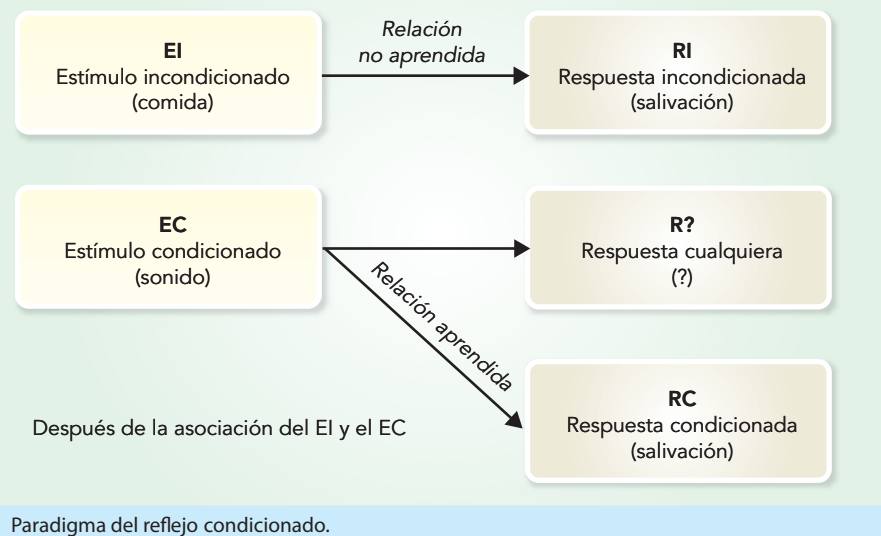 EI
Estímulo incondicionado
(comida)
Relación
no aprendida
RI
Respuesta incondicionada
(salivación)
EC
Estímulo condicionado
(sonido)
R?
Respuesta cualquiera
(?)
Relación aprendida
RC
Respuesta condicionada
(salivación)
Después de la asociación del EI y el EC
Paradigma del reflejo condicionado.